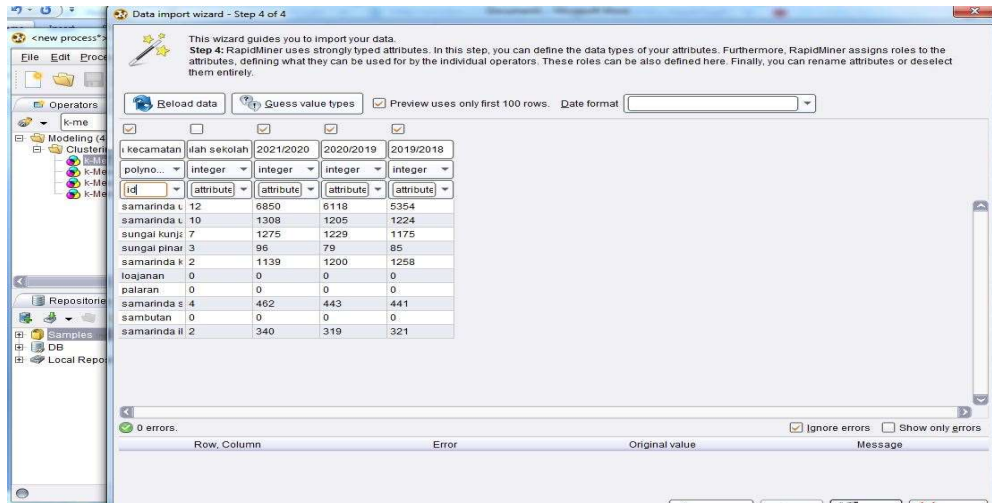 <new process*>
Data import wizard - Step 4 of 4
File Edit Proce
This wizard guides you to import your data.
Step 4: RapidMiner uses strongly typed attributes. In this step, you can define the data types of your attributes. Furthermore, RapidMiner assigns roles to the
attributes, defining what they can be used for by the individual operators. These roles can be also defined here. Finally, you can rename attributes or deselect
them entirely.
Operators
k-me
Modeling (4
Clusteri
k-Me
k-Me
k-Me
k-Me
Repositorie
Samples
DB
Local Repo
Reload data Guess value types Preview uses only first 100 rows. Date format
kecamatan ılah sekolah 2021/2020 2020/2019 2019/2018
polyno... integer integer integer integer
id attribute attribute attribute attribute
samarinda u 12 6850 6118 5354
samarinda u 10 1308 1205 1224
sungai kunja 7 1275 1229 1175
sungai pinar 3 96 79 85
samarinda k 2 1139 1200 1258
loajanan 0 0 0 0
palaran 0 0 0 0
samarinda s 4 462 443 441
sambutan 0 0 0 0
samarinda il 2 340 319 321
0 errors. Ignore errors Show only errors
Row, Column Error Original value Message